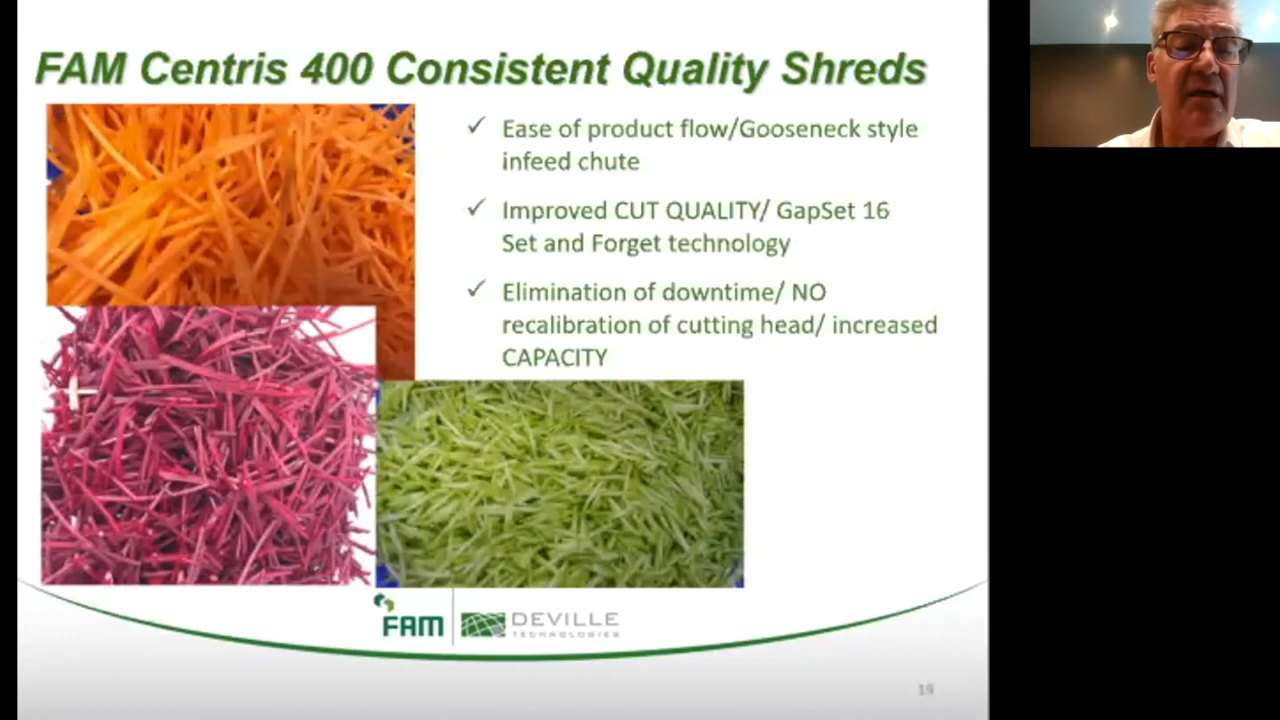 FAM Centris 400 Consistent Quality Shreds
✓ Ease of product flow/Gooseneck style
infeed chute
✓ Improved CUT QUALITY/ GapSet 16
Set and Forget technology
✓ Elimination of downtime/ NO
recalibration of cutting head/ increased
CAPACITY
FAM
DEVILLE
TECHNOLOGIES